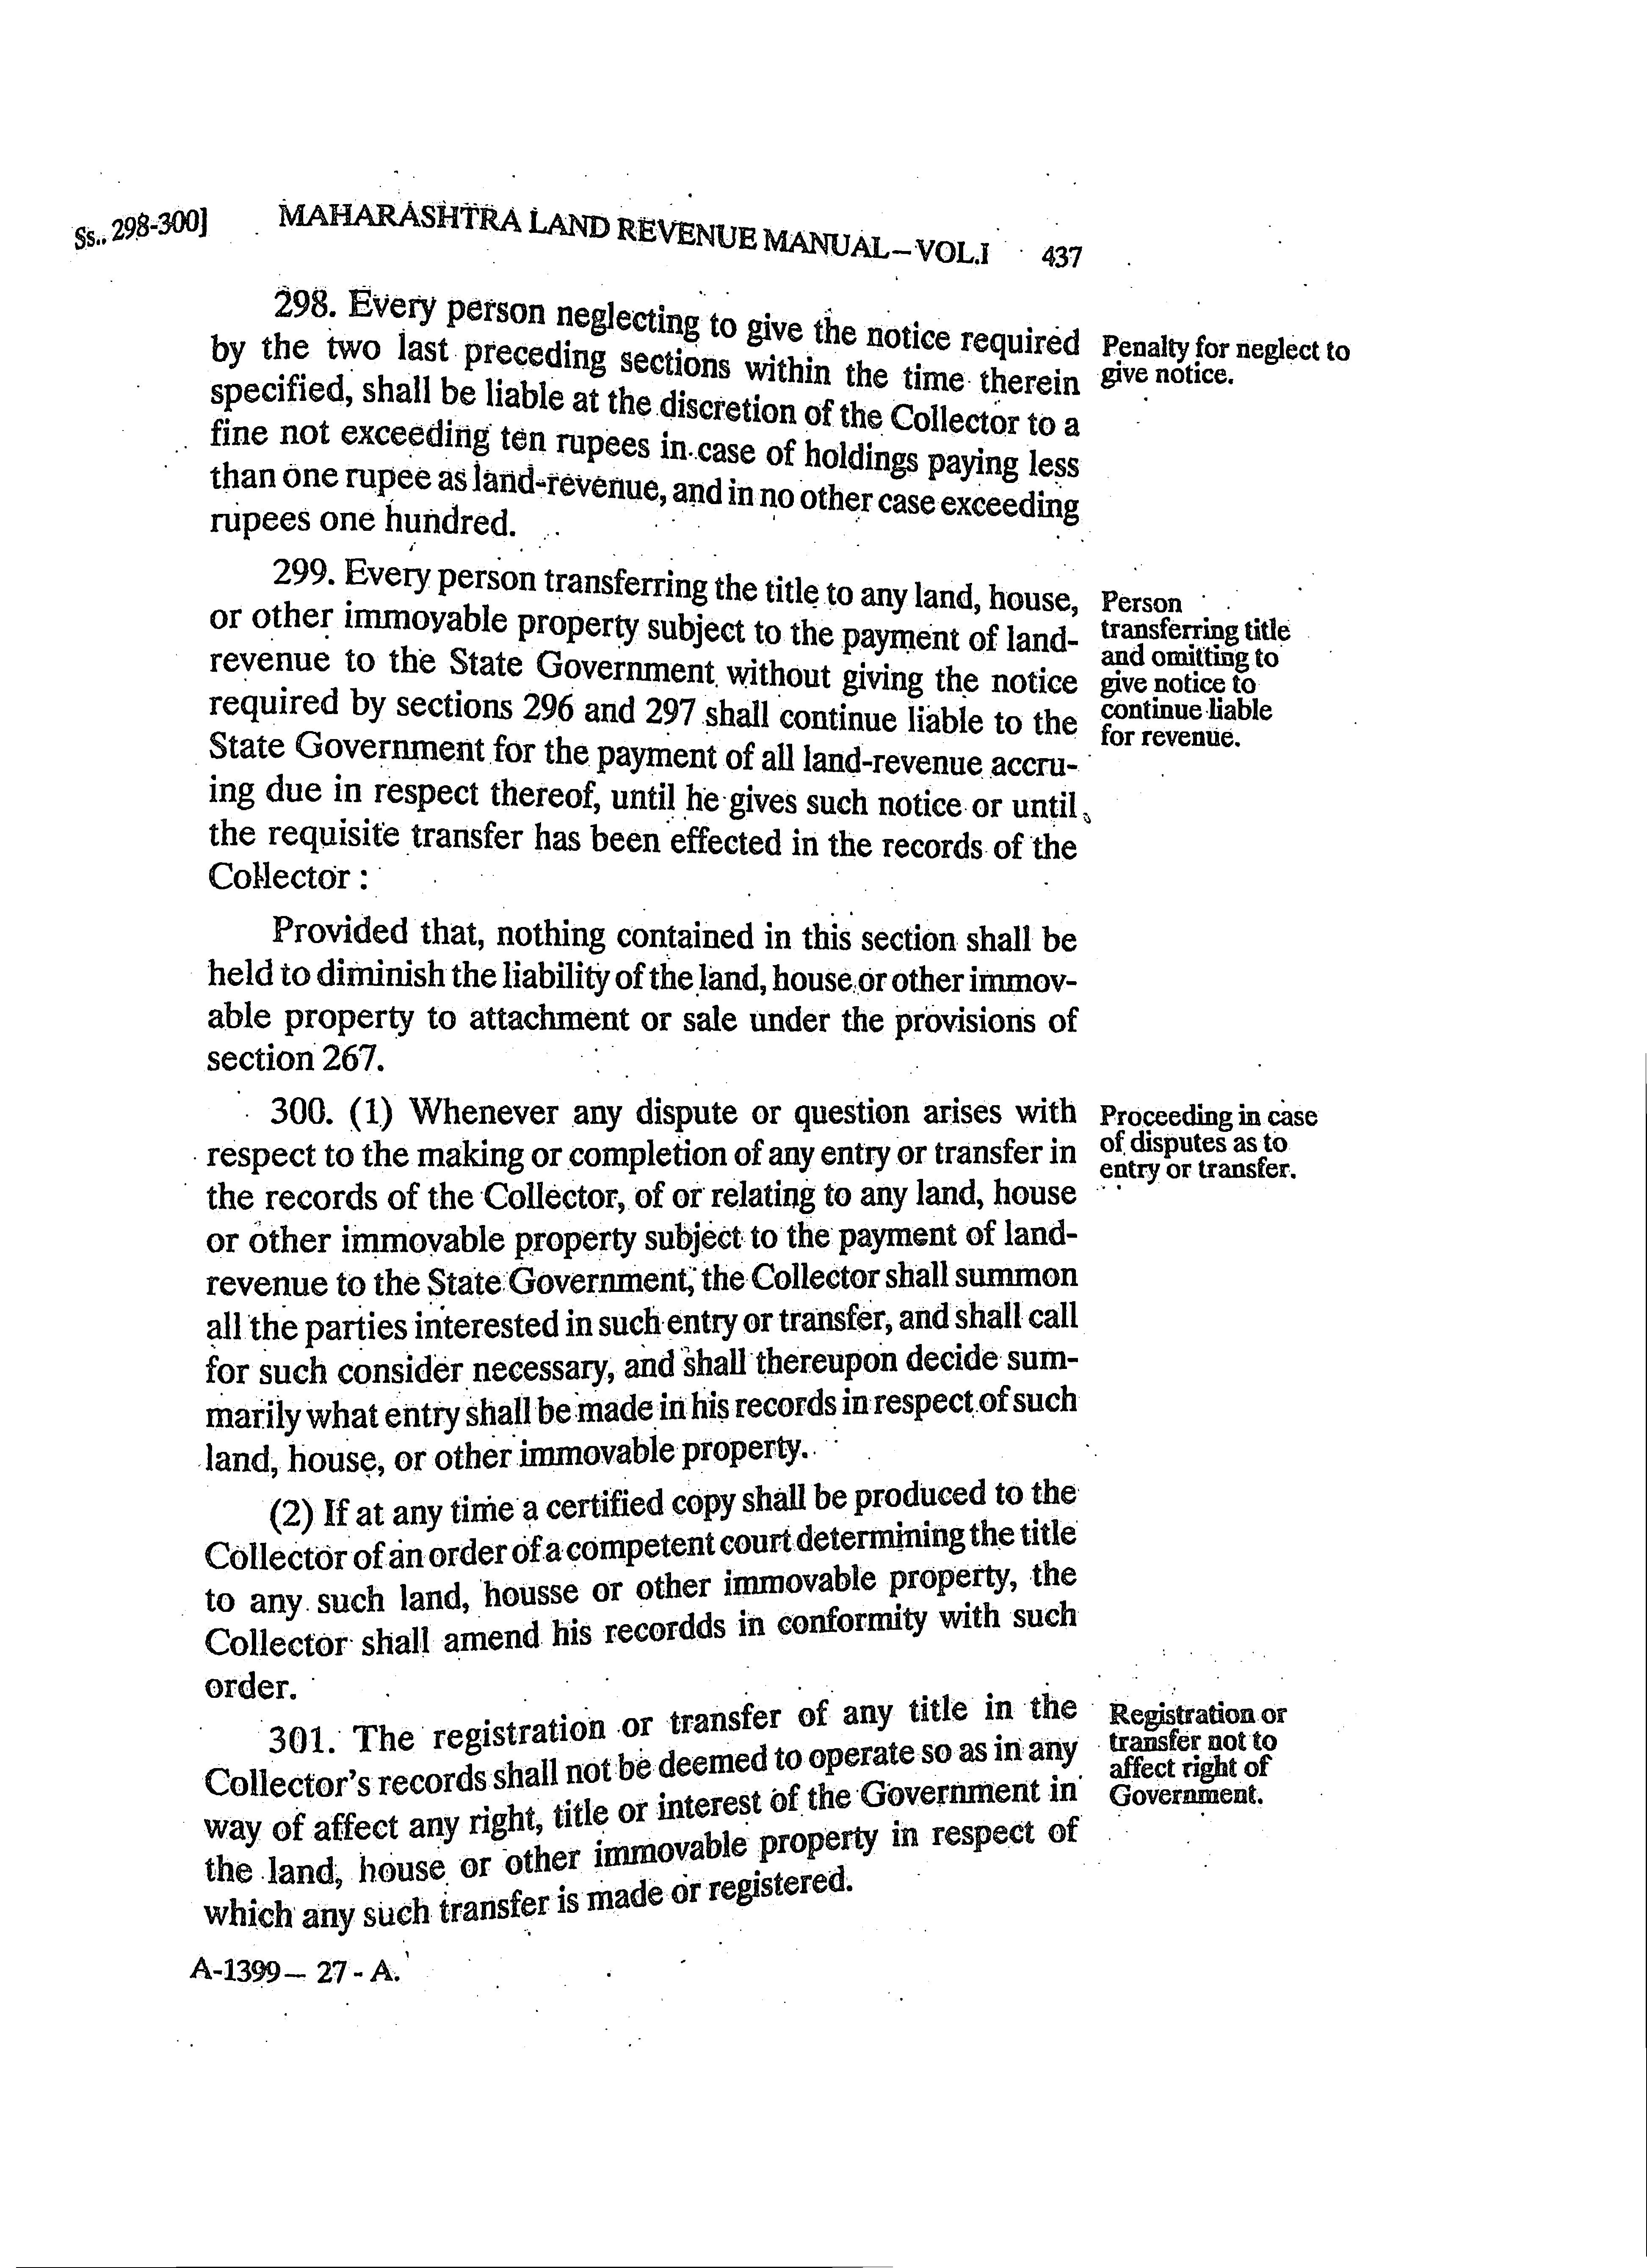 Ss.. 298-300] MAHARASHTRA LAND REVENUE MANUAL—VOL.I 437
298. Every person neglecting to give the notice required
by the two last preceding sections within the time therein
specified, shall be liable at the discretion of the Collector to a
fine not exceeding ten rupees in case of holdings paying less
than one rupee as land-revenue, and in no other case exceeding
rupees one hundred.
Penalty for neglect to
give notice.
299. Every person transferring the title to any land, house,
or other immovable property subject to the payment of land-
revenue to the State Government without giving the notice
required by sections 296 and 297 shall continue liable to the
State Government for the payment of all land-revenue accru-
ing due in respect thereof, until he gives such notice or until
the requisite transfer has been effected in the records of the
Collector :
Person
transferring title
and omitting to
give notice to
continue liable
for revenue.
Provided that, nothing contained in this section shall be
held to diminish the liability of the land, house or other immov-
able property to attachment or sale under the provisions of
section 267.
300. (1) Whenever any dispute or question arises with
respect to the making or completion of any entry or transfer in
the records of the Collector, of or relating to any land, house
or other immovable property subject to the payment of land-
revenue to the State Government, the Collector shall summon
all the parties interested in such entry or transfer, and shall call
for such consider necessary, and shall thereupon decide sum-
marily what entry shall be made in his records in respect of such
land, house, or other immovable property.
Proceeding in case
of disputes as to
entry or transfer.
(2) If at any time a certified copy shall be produced to the
Collector of an order of a competent court determining the title
to any such land, housse or other immovable property, the
Collector shall amend his recordds in conformity with such
order.
301. The registration or transfer of any title in the
Collector's records shall not be deemed to operate so as in any
way of affect any right, title or interest of the Government in
the land, house or other immovable property in respect of
which any such transfer is made or registered.
Registration or
transfer not to
affect right of
Government.
A-1399— 27 - A.